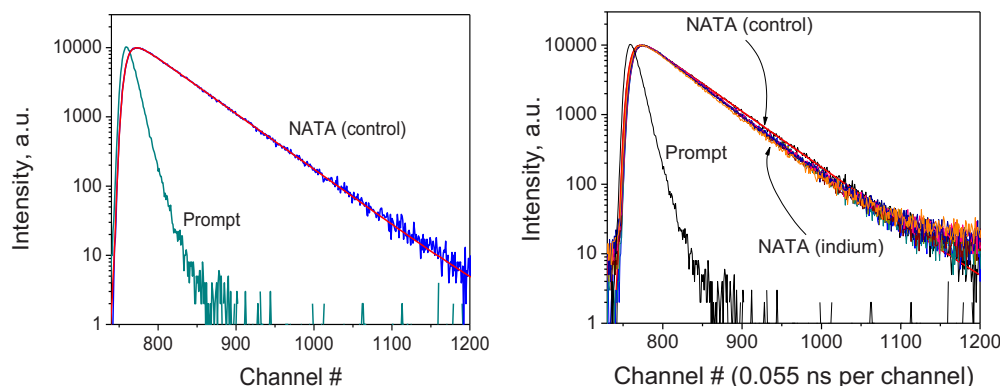 Intensity, a.u.
10000
1000
100
10
1
NATA (control)
Prompt
800
900
1000
1100
1200
Channel #
Intensity, a.u.
10000
1000
100
10
1
NATA
(control)
Prompt
NATA (indium)
800
900
1000
1100
1200
Channel # (0.055 ns per channel)